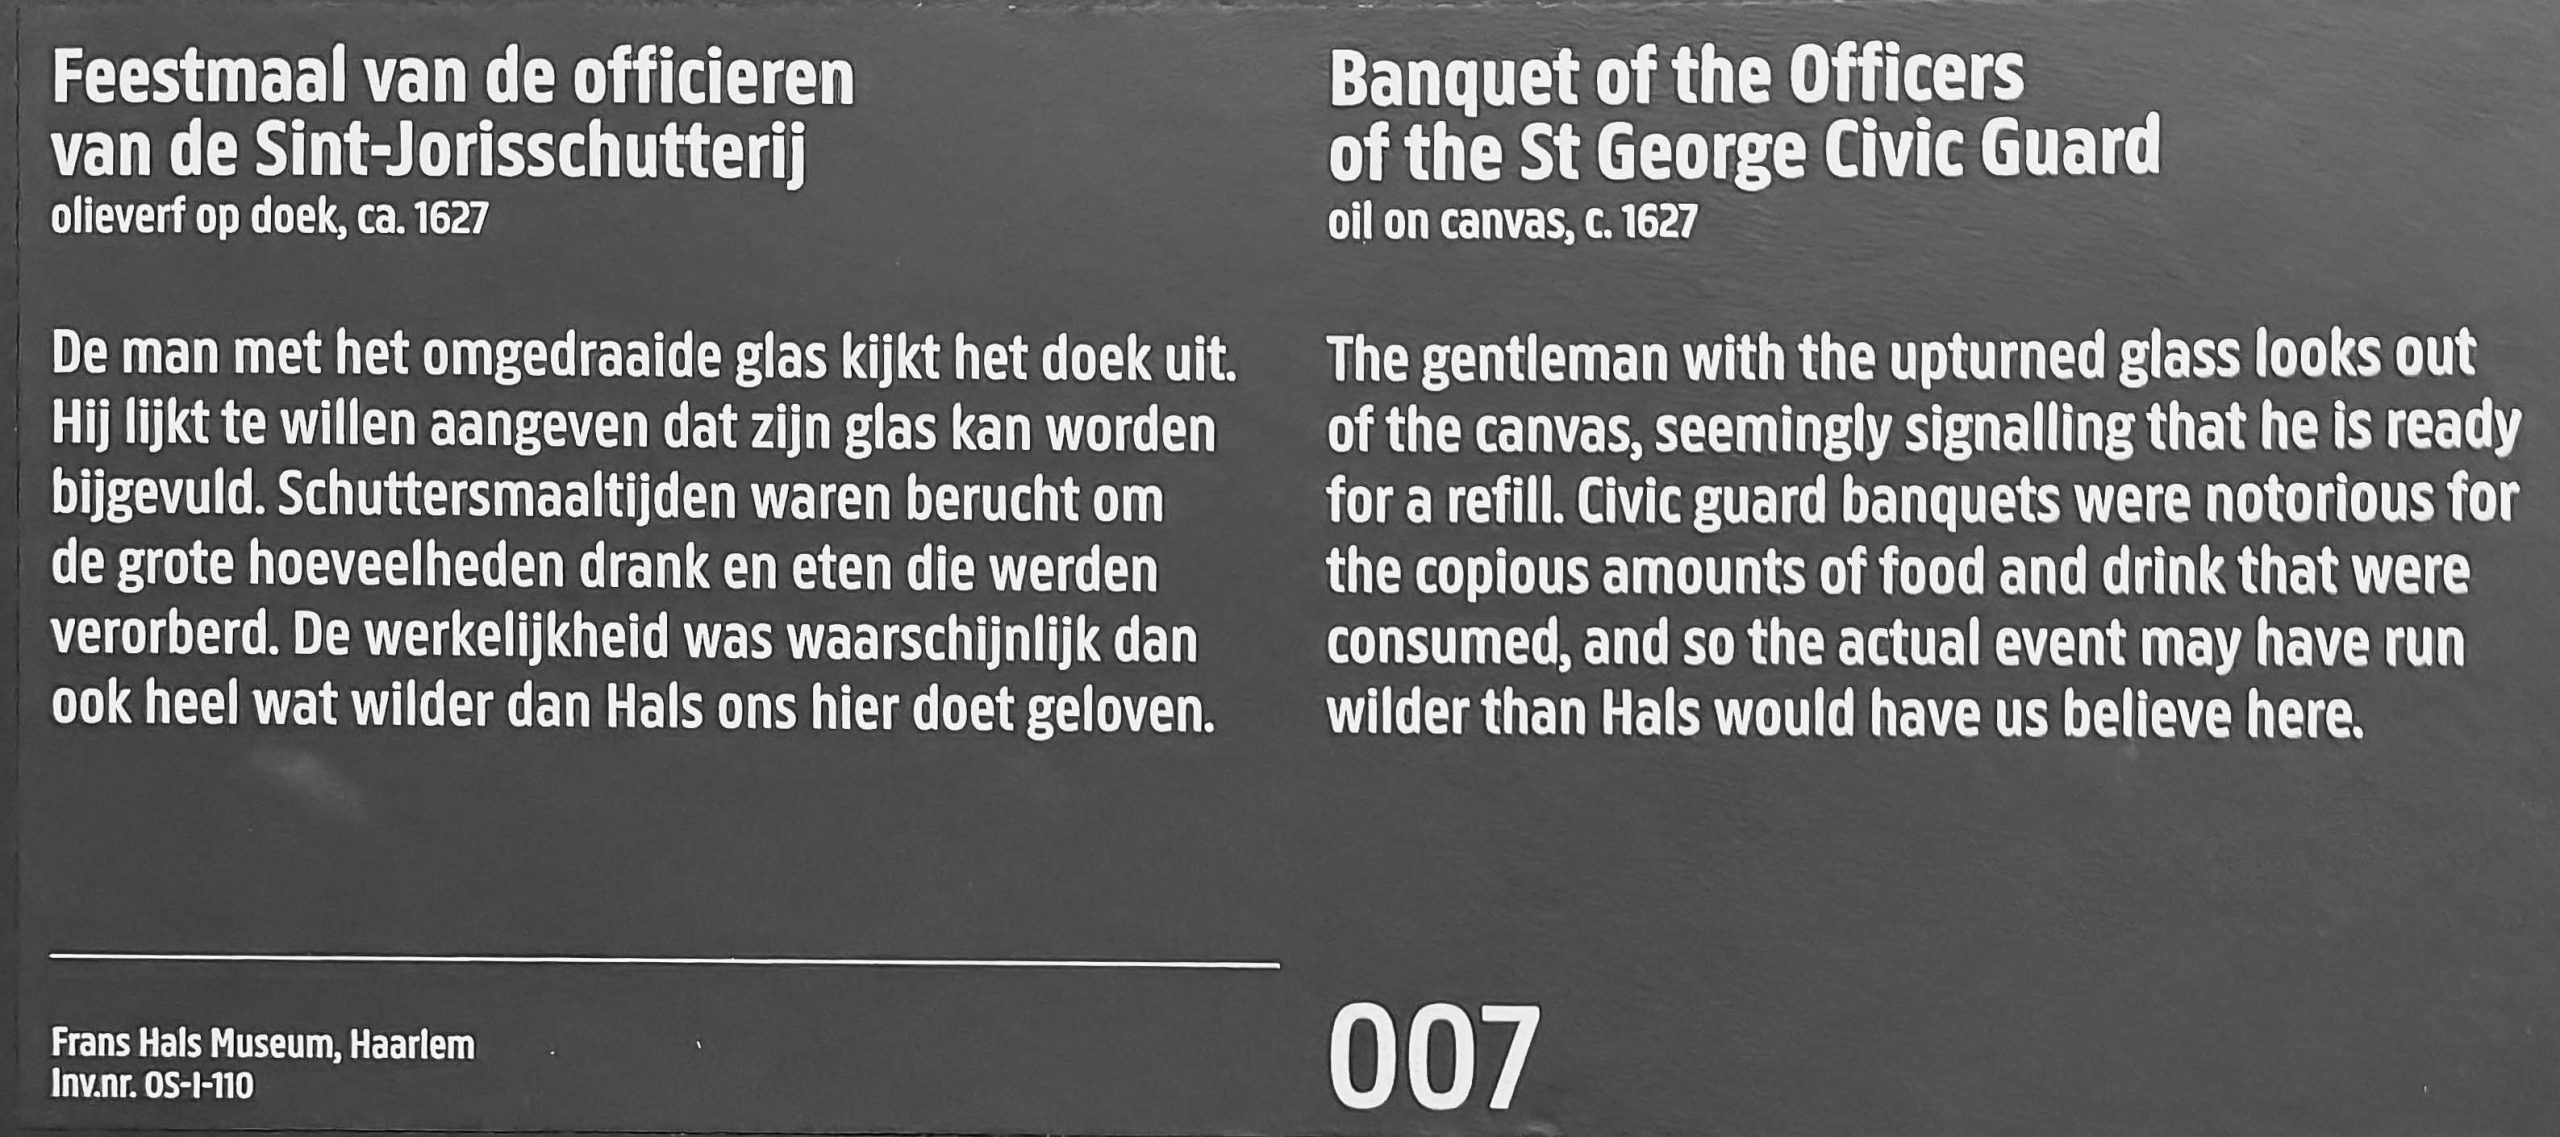 Feestmaal van de officieren
van de Sint-Jorisschutterij
olieverf op doek, ca. 1627
De man met het omgedraaide glas kijkt het doek uit.
Hij lijkt te willen aangeven dat zijn glas kan worden
bijgevuld. Schuttersmaaltijden waren berucht om
de grote hoeveelheden drank en eten die werden
verorberd. De werkelijkheid was waarschijnlijk dan
ook heel wat wilder dan Hals ons hier doet geloven.
Frans Hals Museum, Haarlem
Inv.nr. OS-I-110
Banquet of the Officers
of the St George Civic Guard
oil on canvas, c. 1627
The gentleman with the upturned glass looks out
of the canvas, seemingly signalling that he is ready
for a refill. Civic guard banquets were notorious for
the copious amounts of food and drink that were
consumed, and so the actual event may have run
wilder than Hals would have us believe here.
007